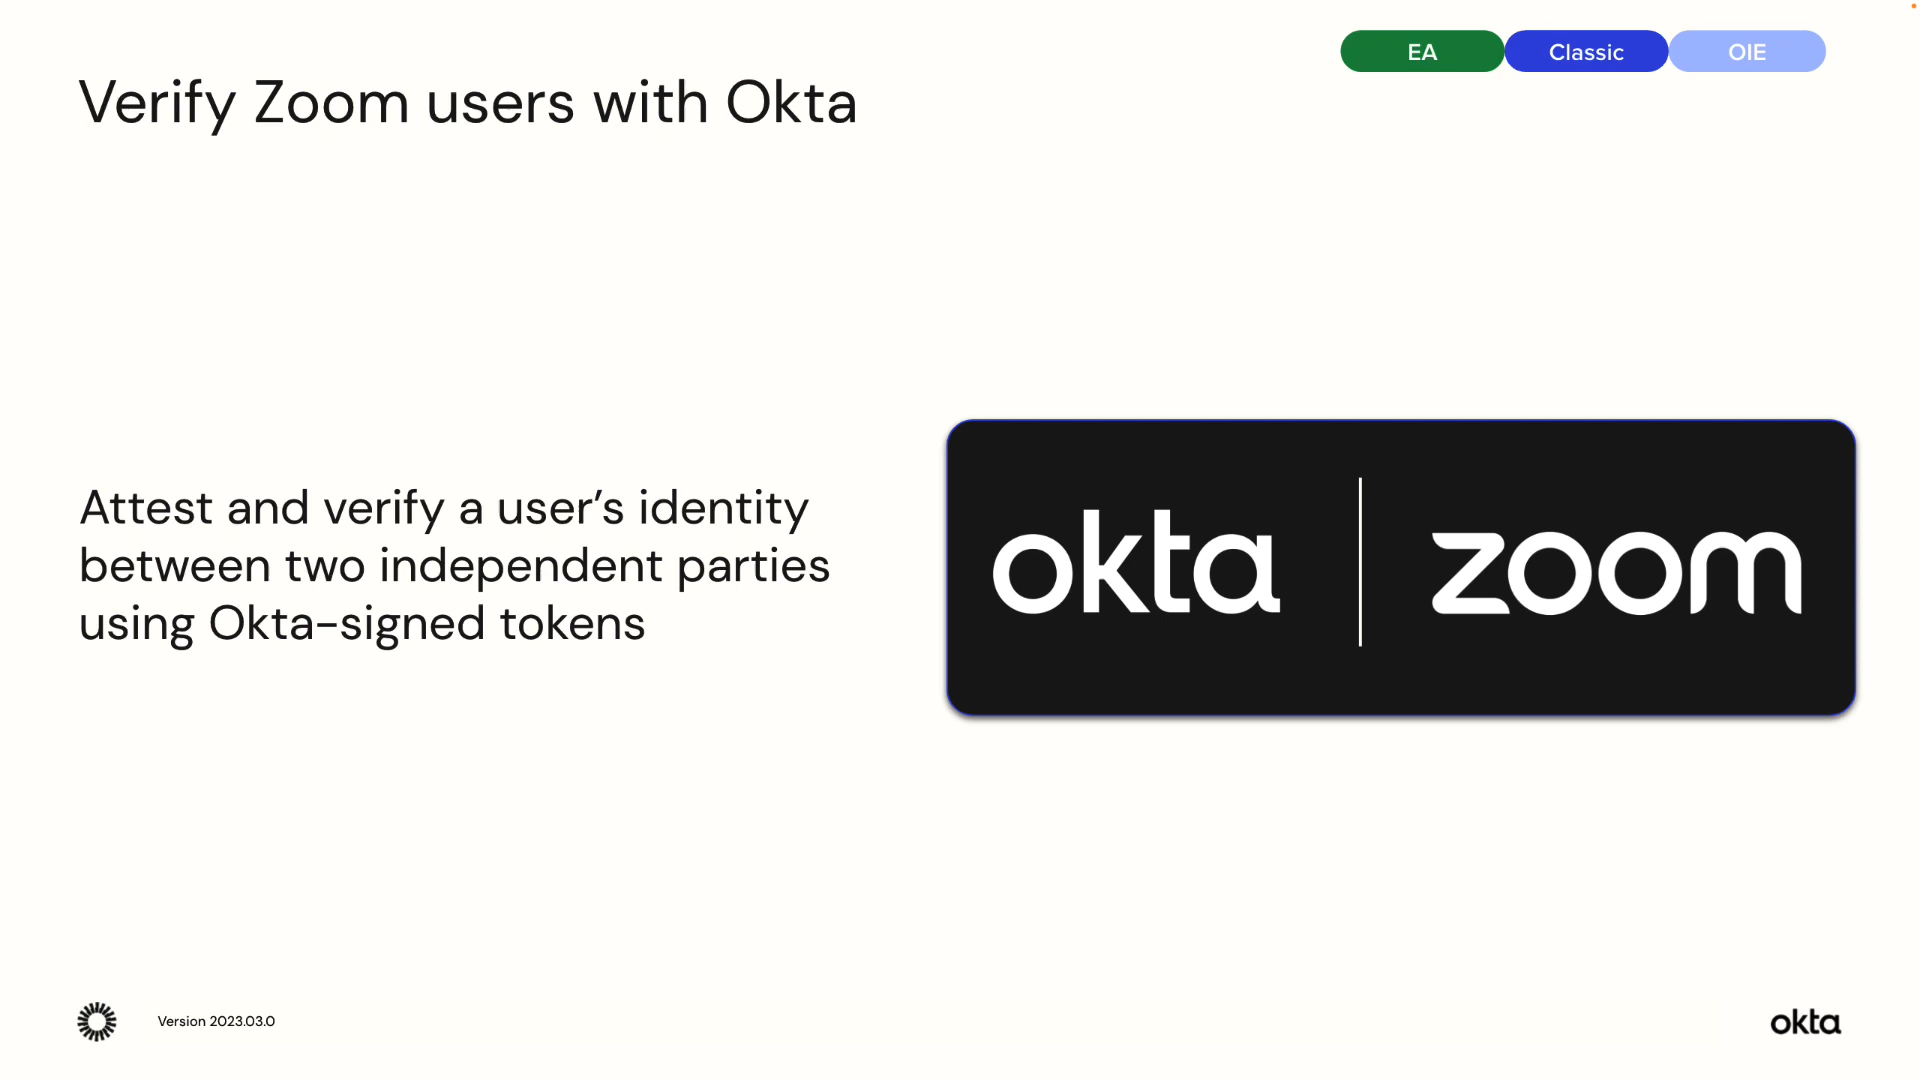 EA
Classic
OIE
Verify Zoom users with Okta
Attest and verify a user’s identity
between two independent parties
using Okta-signed tokens
okta
zoom
Version 2023.03.0
okta